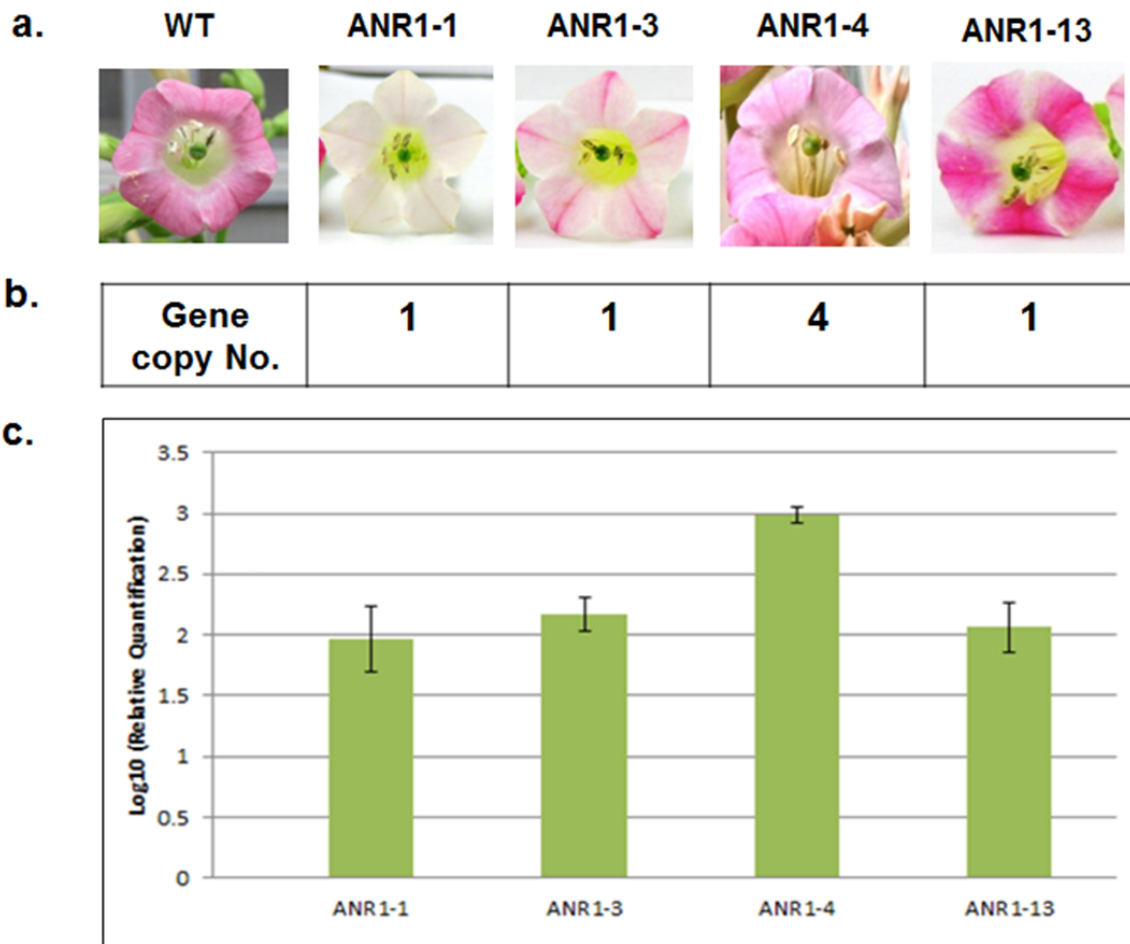 a.
WT ANR1-1 ANR1-3 ANR1-4 ANR1-13
b.
Gene copy No. 1 1 4 1
c.
Log10 (Relative Quantification)
3.5
3
2.5
2
1.5
1
0.5
0
ANR1-1 ANR1-3 ANR1-4 ANR1-13